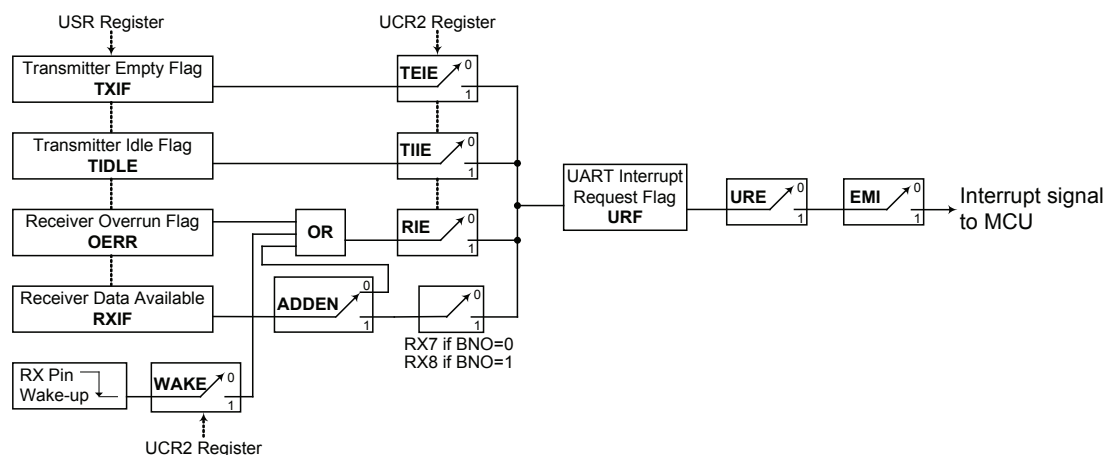 USR Register
UCR2 Register
Transmitter Empty Flag
TXIF
TEIE
0
1
Transmitter Idle Flag
TIDLE
TIIE
0
1
UART Interrupt
Request Flag
URF
URE
0
1
EMI
0
1
Interrupt signal
to MCU
Receiver Overrun Flag
OERR
OR
RIE
0
1
Receiver Data Available
RXIF
ADDEN
0
1
0
1
RX7 if BNO=0
RX8 if BNO=1
RX Pin
Wake-up
WAKE
0
1
UCR2 Register